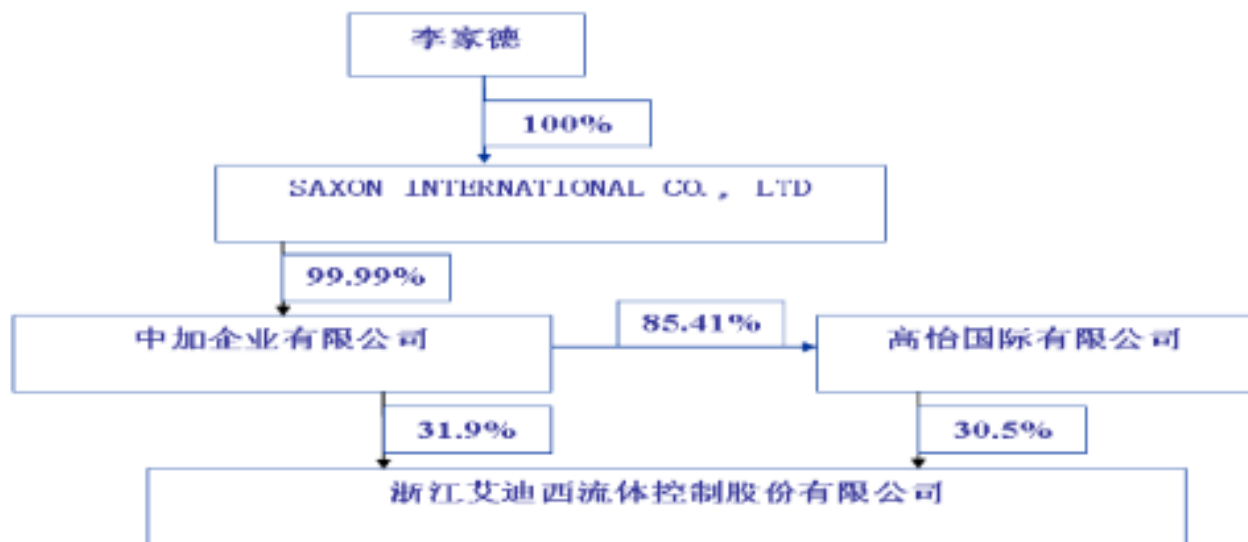 李家德
100%
SAXON INTERNATIONAL CO., LTD
99.99%
85.41%
中加企业有限公司
高怡国际有限公司
31.9%
30.5%
浙江艾迪西流体控制股份有限公司